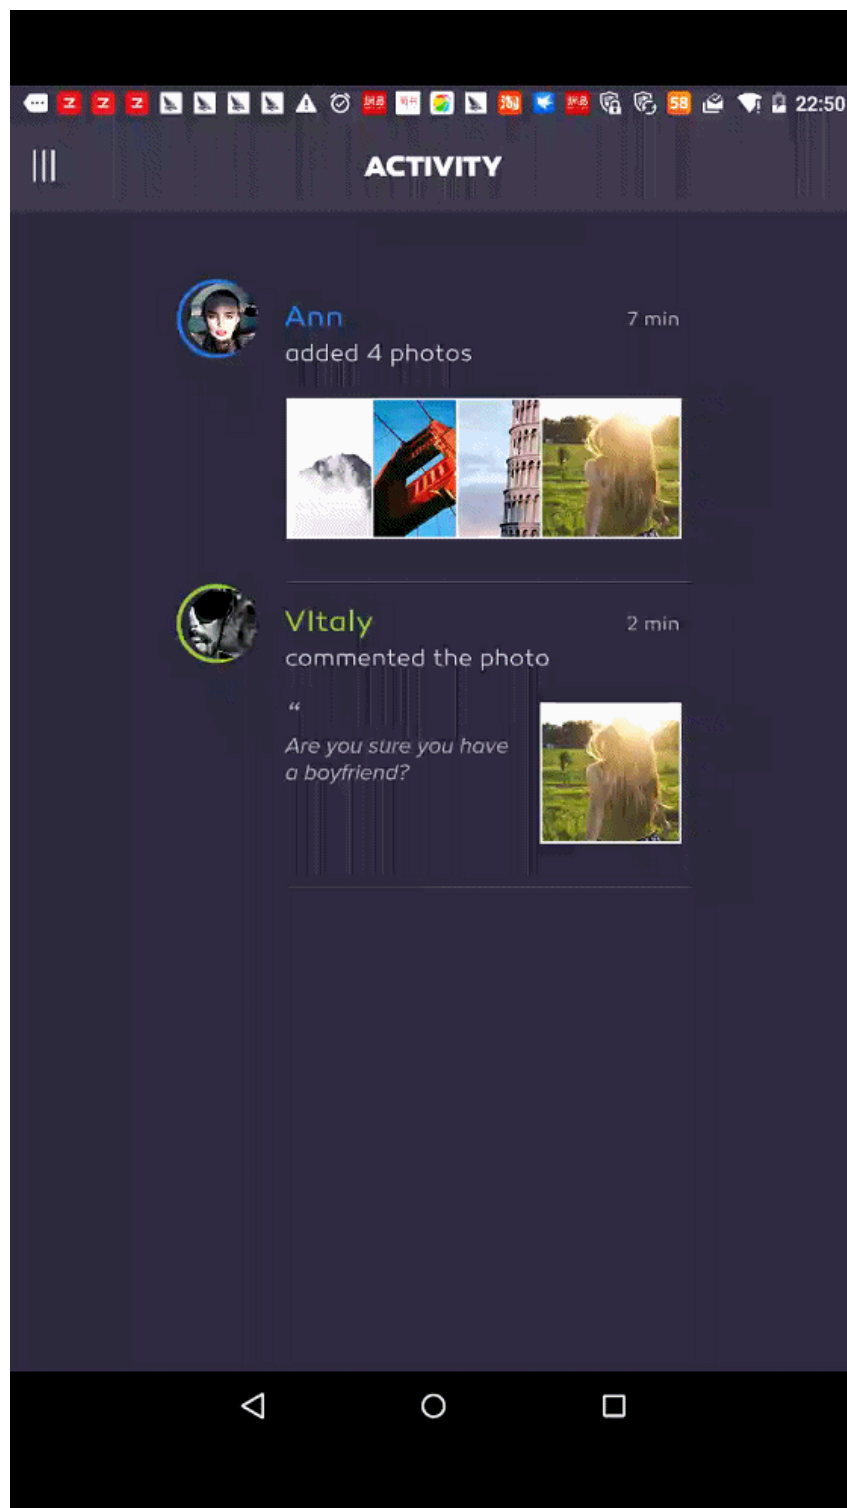 58 22:50
ACTIVITY
Ann 7 min
added 4 photos
VItaly 2 min
commented the photo
“
Are you sure you have
a boyfriend?